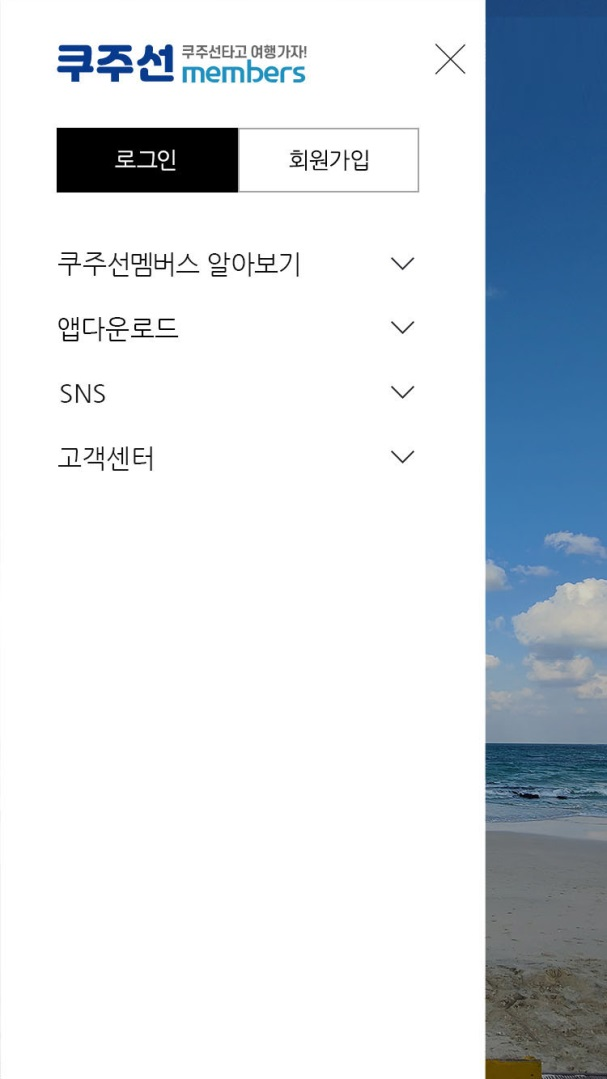 쿠주선 쿠주선타고 여행가자!
members
로그인 회원가입
쿠주선멤버스 알아보기
앱다운로드
SNS
고객센터